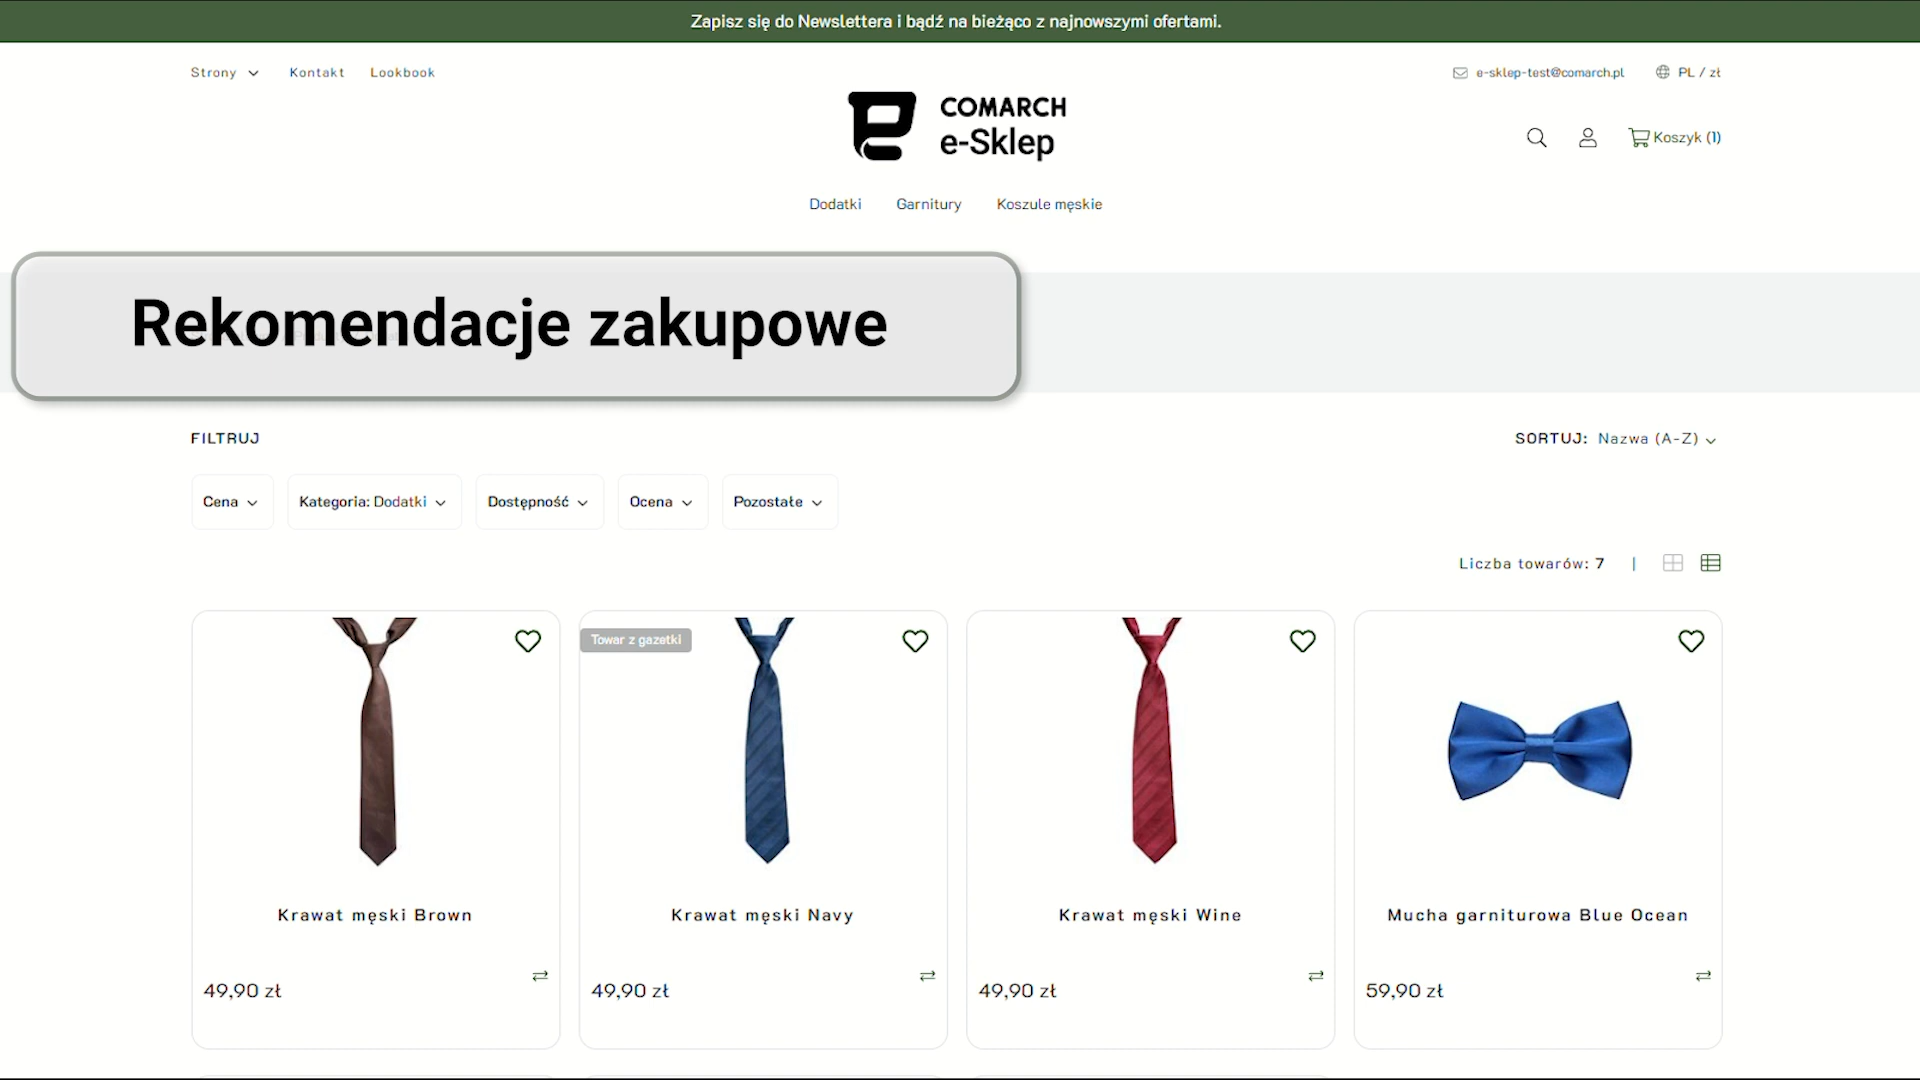 Zapisz się do Newslettera i bądź na bieżąco z najnowszymi ofertami.
Strony Kontakt Lookbook
e-sklep-test@comarch.pl PL / zł
COMARCH
e-Sklep
Koszyk (1)
Dodatki Garnitury Koszule męskie
Rekomendacje zakupowe
FILTRUJ
SORTUJ: Nazwa (A-Z)
Cena Kategoria: Dodatki Dostępność Ocena Pozostałe
Liczba towarów: 7 |
Towar z gazetki
Krawat męski Brown
Krawat męski Navy
Krawat męski Wine
Mucha garniturowa Blue Ocean
49,90 zł
49,90 zł
49,90 zł
59,90 zł